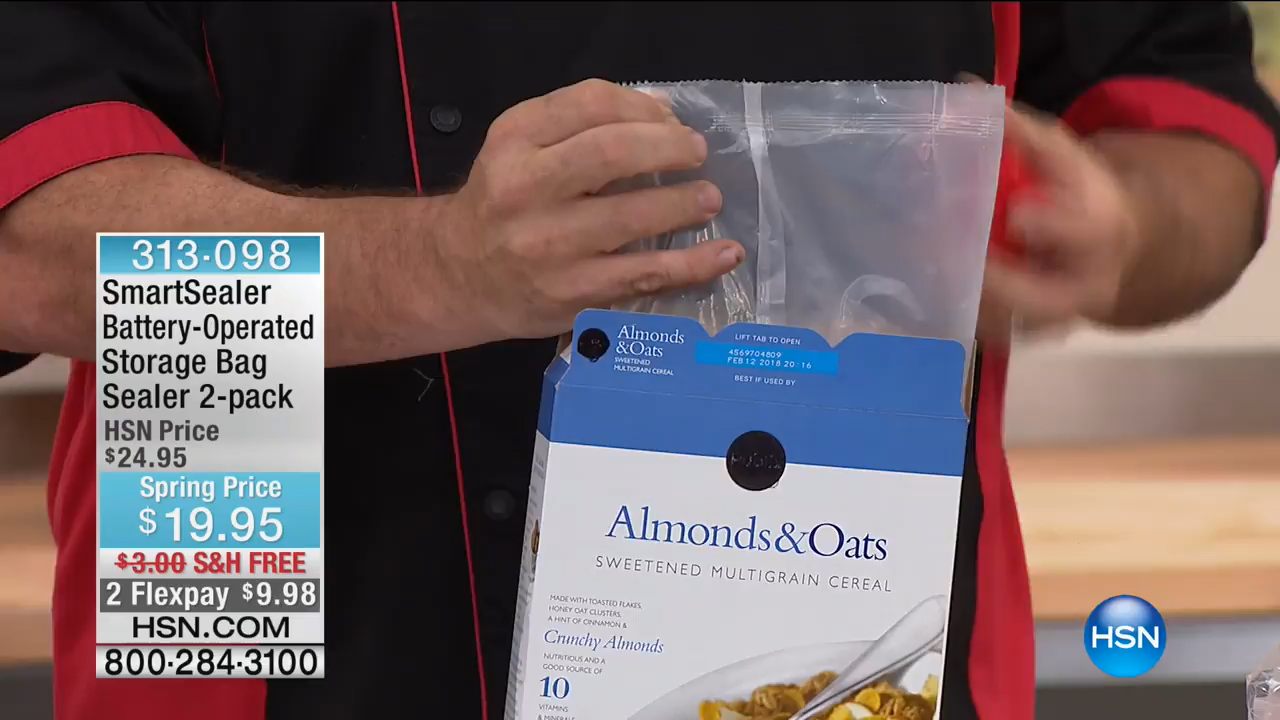 313-098
SmartSealer
Battery-Operated
Storage Bag
Sealer 2-pack
HSN Price
$24.95
Spring Price
$19.95
$3.00 S&H FREE
2 Flexpay $9.98
HSN.COM
800-284-3100
Almonds
&Oats
SWEETENED
MULTIGRAIN CEREAL
LIFT TAB TO OPEN
4569704809
FEB 12 2018 20:16
BEST IF USED BY
Almonds&Oats
SWEETENED MULTIGRAIN CEREAL
MADE WITH TOASTED FLAKES,
HONEY OAT CLUSTERS,
A HINT OF CINNAMON &
Crunchy Almonds
NUTRITIOUS AND A
GOOD SOURCE OF
10
VITAMINS
& MINERALS
HSN